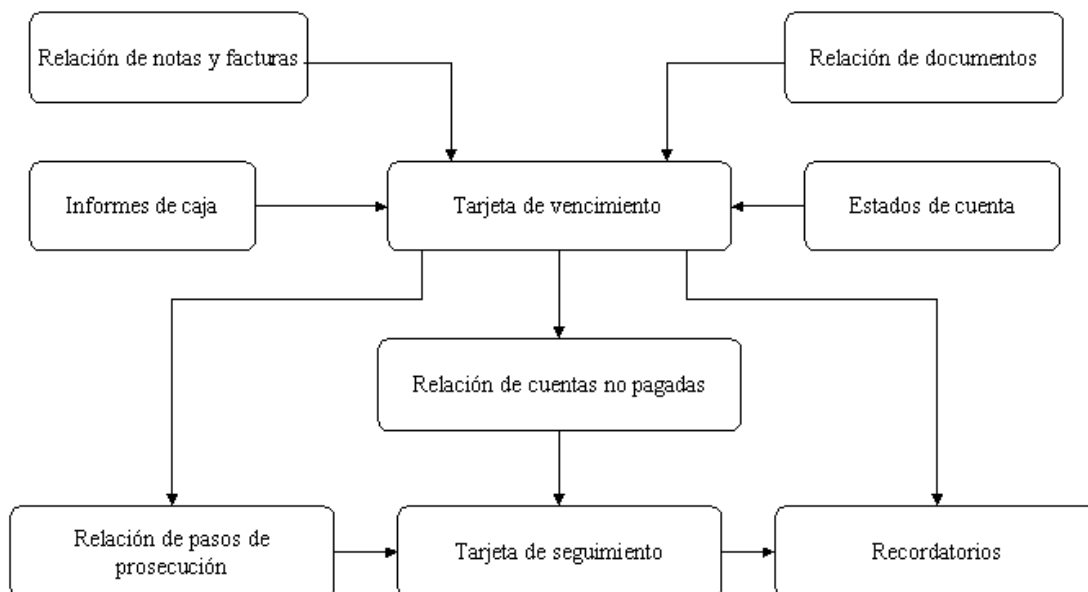 Relación de notas y facturas
Relación de documentos
Informes de caja
Tarjeta de vencimiento
Estados de cuenta
Relación de cuentas no pagadas
Relación de pasos de
prosecución
Tarjeta de seguimiento
Recordatorios